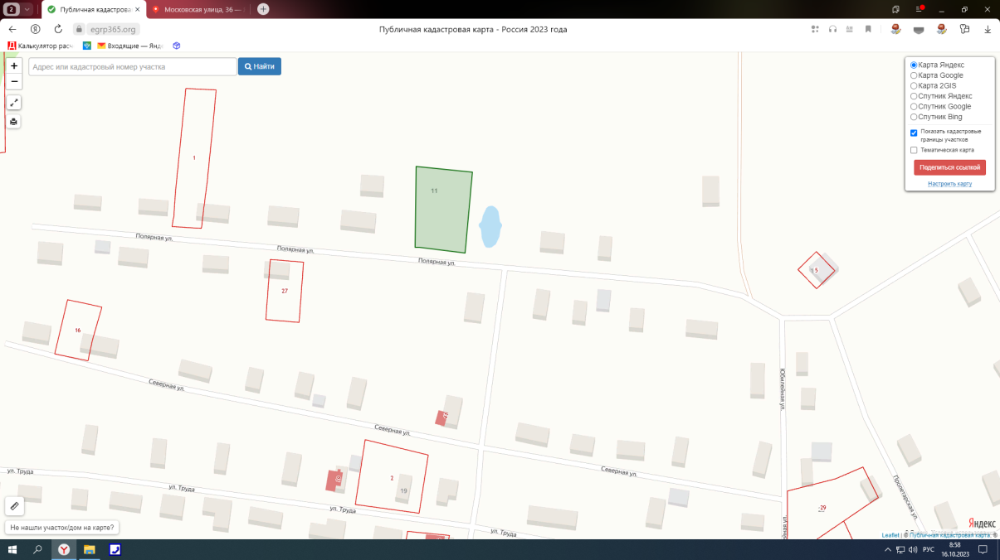 2
Публичная кадастрова
Московская улица, 36 —
egrp365.org
Публичная кадастровая карта - Россия 2023 года
Калькулятор расч
Входящие — Янд
Адрес или кадастровый номер участка
Найти
Карта Яндекс
Карта Google
Карта 2GIS
Спутник Яндекс
Спутник Google
Спутник Bing
Показать кадастровые
границы участков
Тематическая карта
Поделиться ссылкой
Настроить карту
1
11
Полярная ул.
Полярная ул.
Полярная ул.
27
16
Северная ул.
Северная ул.
Северная ул.
Юбилейная ул.
Пролетарская ул.
2
19
ул. Труда
ул. Труда
ул. Труда
ул. Труда
-29
Не нашли участок/дом на карте?
Яндекс
Leaflet | © Публичная кадастровая карта, ©
РУС
8:58
16.10.2023